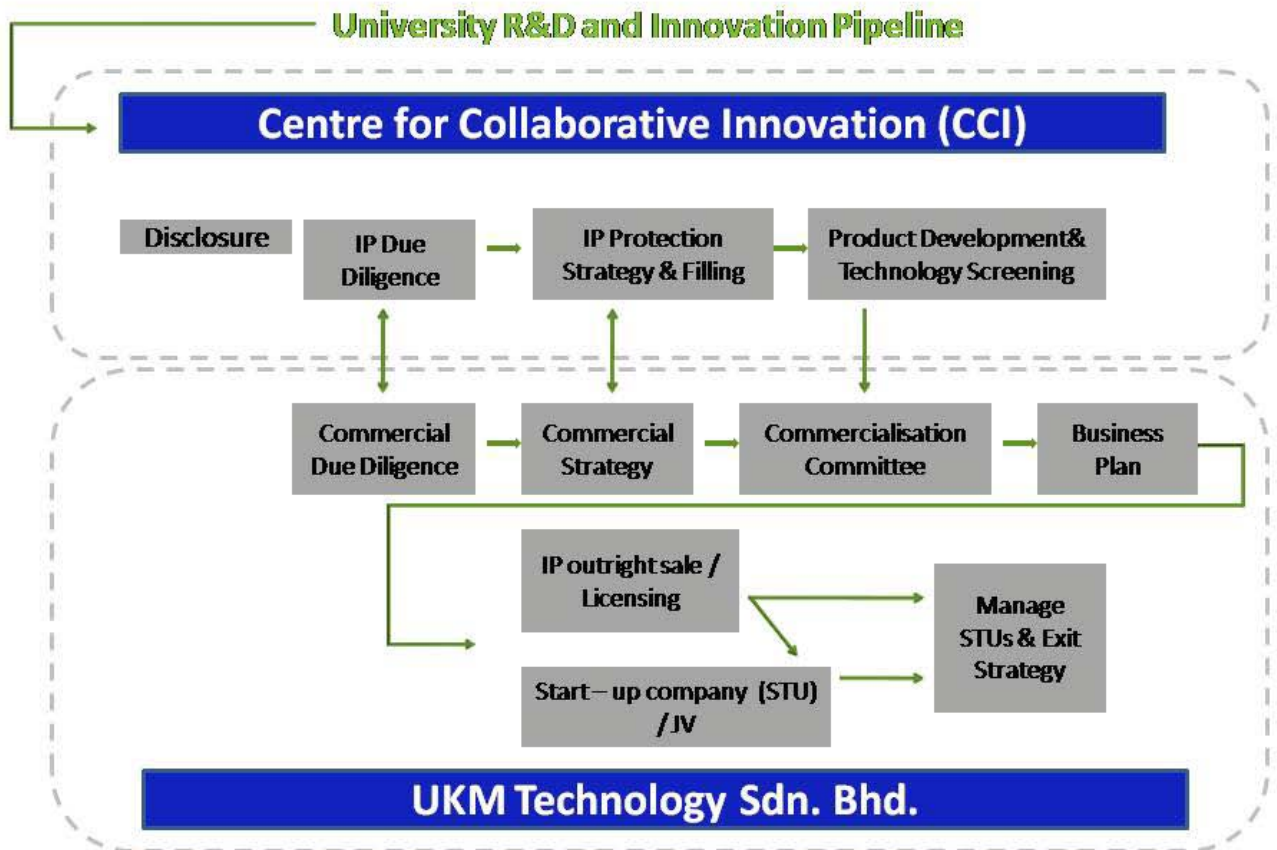 University R&D and Innovation Pipeline
Centre for Collaborative Innovation (CCI)
Disclosure
IP Due
Diligence
IP Protection
Strategy & Filling
Product Development&
Technology Screening
Commercial
Due Diligence
Commercial
Strategy
Commercialisation
Committee
Business
Plan
IP outright sale /
Licensing
Manage
STUs & Exit
Strategy
Start – up company (STU)
/ JV
UKM Technology Sdn. Bhd.